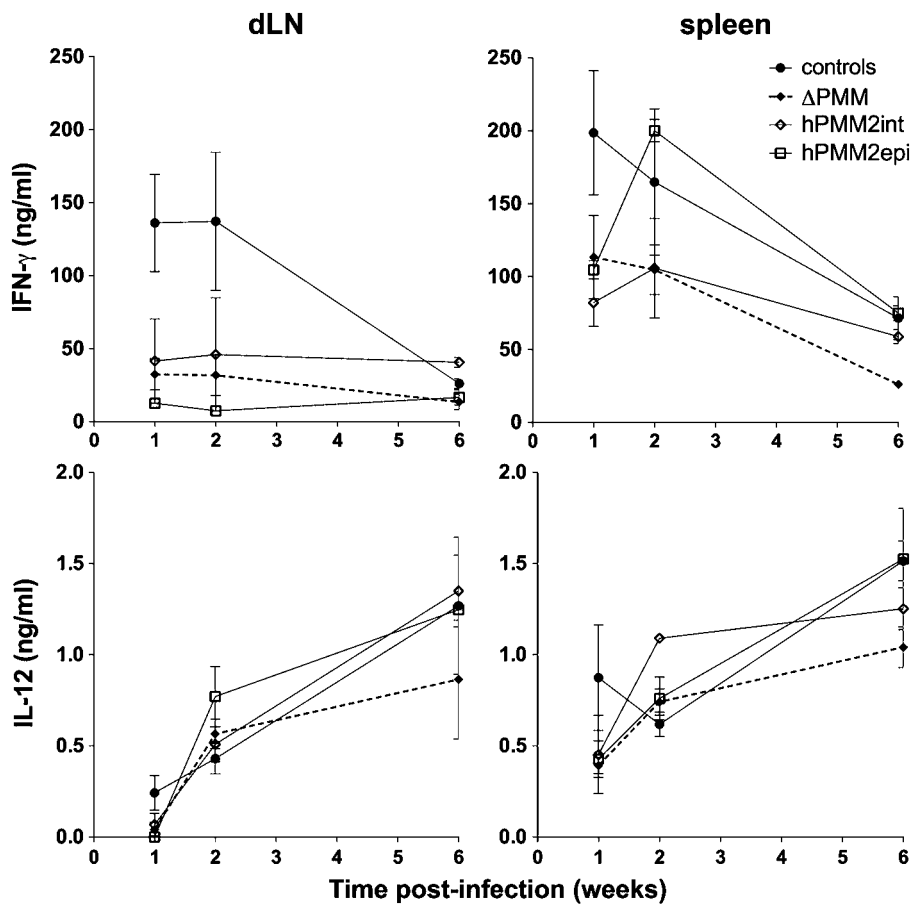 dLN
spleen
250
200
150
100
50
0
IFN-γ (ng/ml)
0 1 2 3 4 5 6
250
200
150
100
50
0
0 1 2 3 4 5 6
controls
ΔPMM
hPMM2int
hPMM2epi
2.0
1.5
1.0
0.5
0.0
IL-12 (ng/ml)
0 1 2 3 4 5 6
2.0
1.5
1.0
0.5
0.0
0 1 2 3 4 5 6
Time post-infection (weeks)